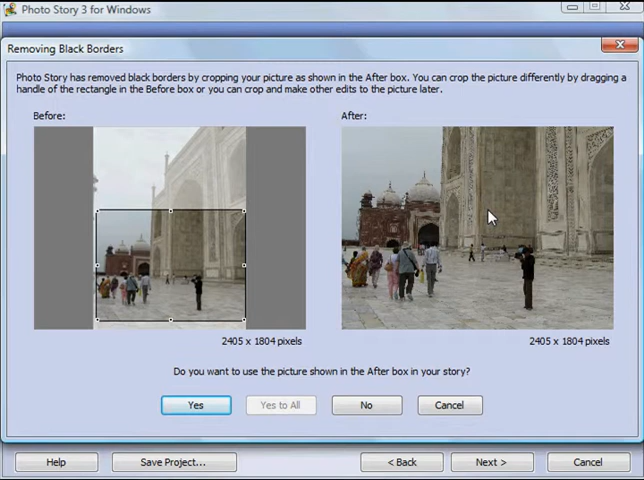 Photo Story 3 for Windows
Removing Black Borders
Photo Story has removed black borders by cropping your picture as shown in the After box. You can crop the picture differently by dragging a
handle of the rectangle in the Before box or you can crop and make other edits to the picture later.
Before:
After:
2405 x 1804 pixels
2405 x 1804 pixels
Do you want to use the picture shown in the After box in your story?
Yes
Yes to All
No
Cancel
Help
Save Project...
< Back
Next >
Cancel